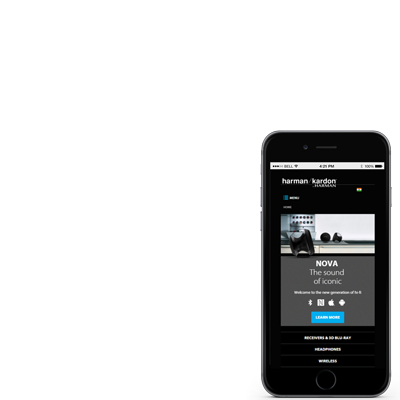 BELL 4:21 PM 100%
harman/kardon
by HARMAN
MENU
HOME
NOVA
The sound
of iconic
Welcome to the new generation of hi-fi
LEARN MORE
RECEIVERS & 3D BLU-RAY
HEADPHONES
WIRELESS